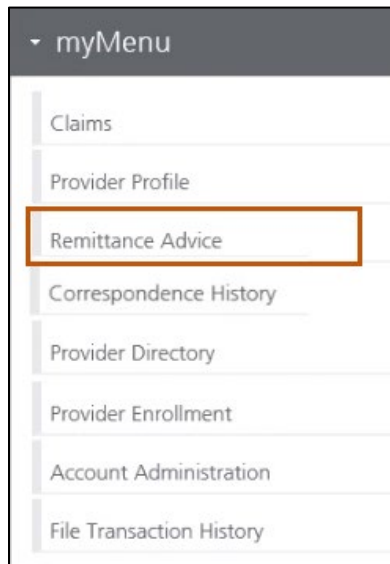 myMenu
Claims
Provider Profile
Remittance Advice
Correspondence History
Provider Directory
Provider Enrollment
Account Administration
File Transaction History